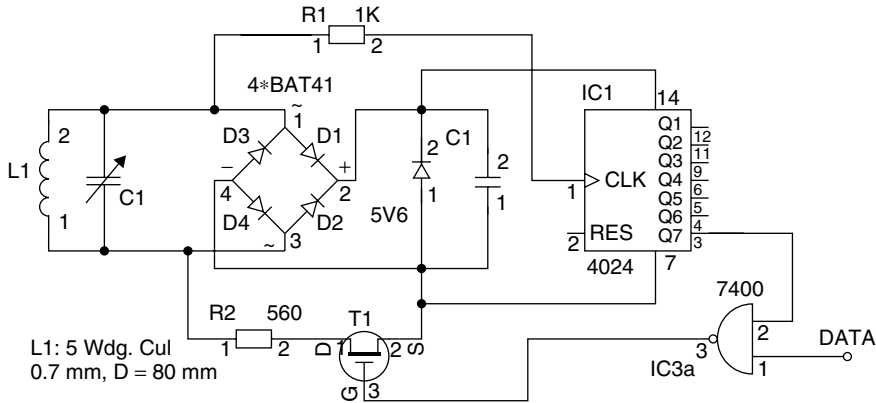 R1 1K
1 2
4*BAT41
IC1
14
~
1
2
D3 D1
2
C1
Q1
Q2 12
Q3 11
Q4 9
Q5 6
Q6 5
Q7 4
3
L1
C1
− +
4 2
2
1
1 CLK
D4 D2
5V6
1
1
~ 3
2 RES
4024
7
7400
R2 560
T1
1 2
D 1 2 S
3
2
DATA
L1: 5 Wdg. Cul
0.7 mm, D = 80 mm
G 3
IC3a
1